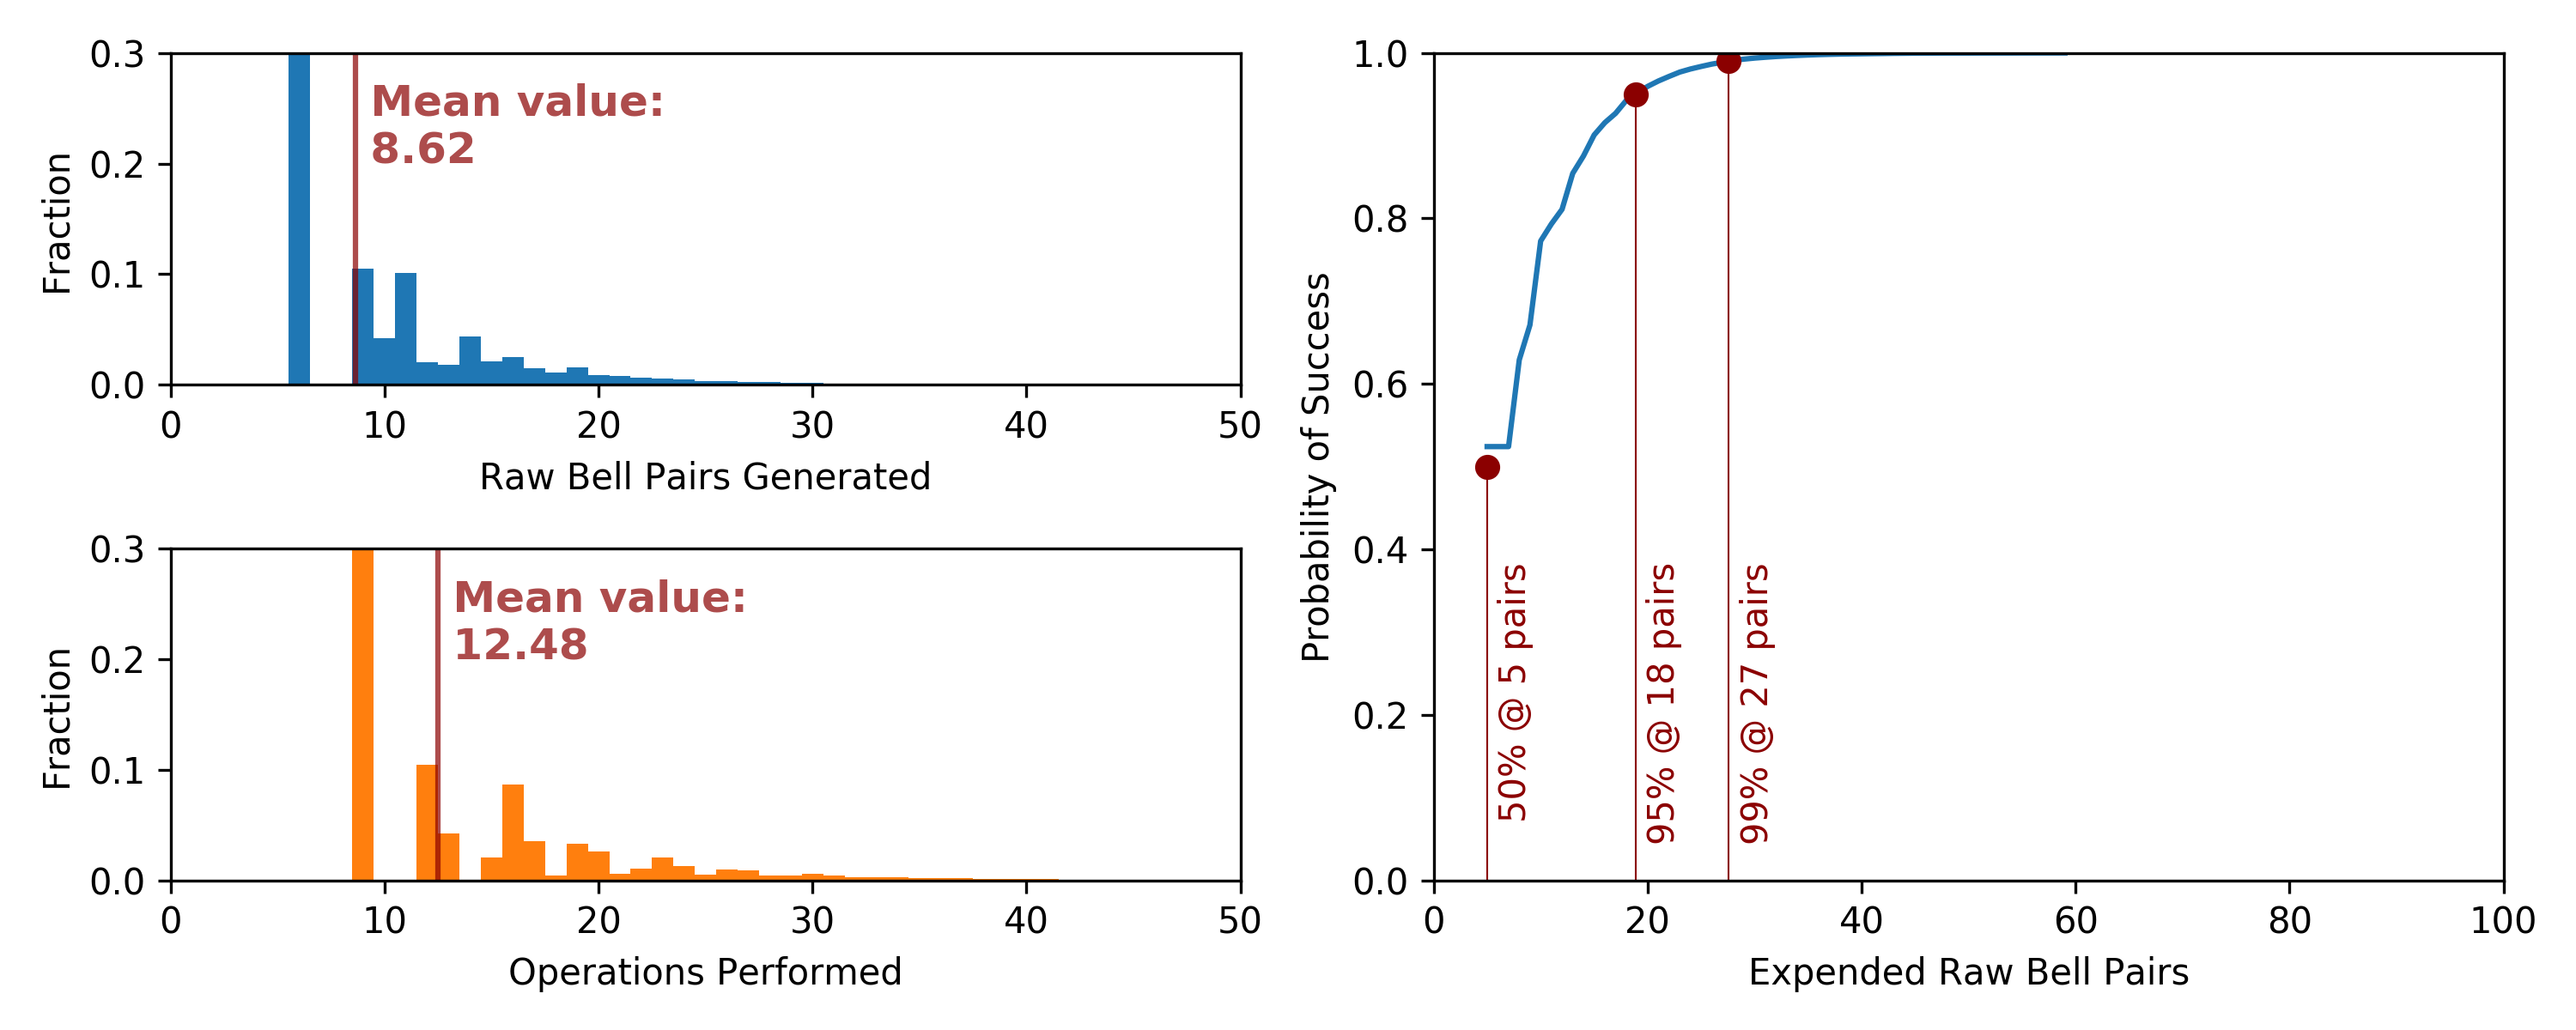 0.3
0.2
0.1
0.0
Fraction
Mean value:
8.62
0 10 20 30 40 50
Raw Bell Pairs Generated
0.3
0.2
0.1
0.0
Fraction
Mean value:
12.48
0 10 20 30 40 50
Operations Performed
1.0
0.8
0.6
0.4
0.2
0.0
Probability of Success
50% @ 5 pairs
95% @ 18 pairs
99% @ 27 pairs
0 20 40 60 80 100
Expended Raw Bell Pairs